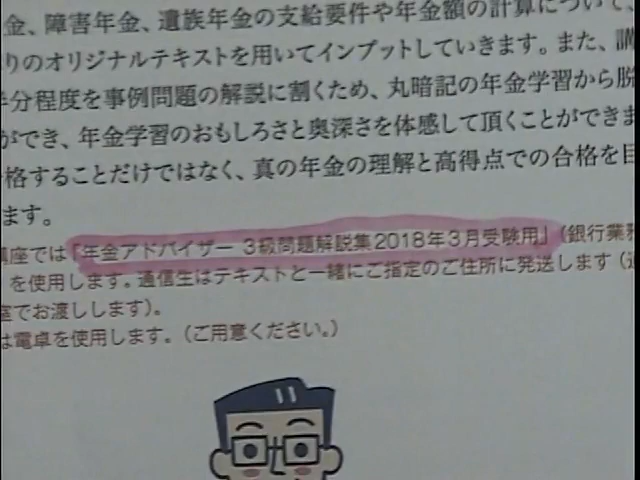 金、障害年金、遺族年金の支給要件や年金額の計算について、
りのオリジナルテキストを用いてインプットしていきます。また、
半分程度を事例問題の解説に割くため、丸暗記の年金学習から脱
ができ、年金学習のおもしろさと奥深さを体感して頂くことができま
格することだけではなく、真の年金の理解と高得点での合格を目
ます。
講座では『年金アドバイザー 3級問題解説集2018年3月受験用』(銀行業務
を使用します。通信生はテキストと一緒にご指定のご住所に発送します(通
室でお渡しします)。
は電卓を使用します。(ご用意ください。)